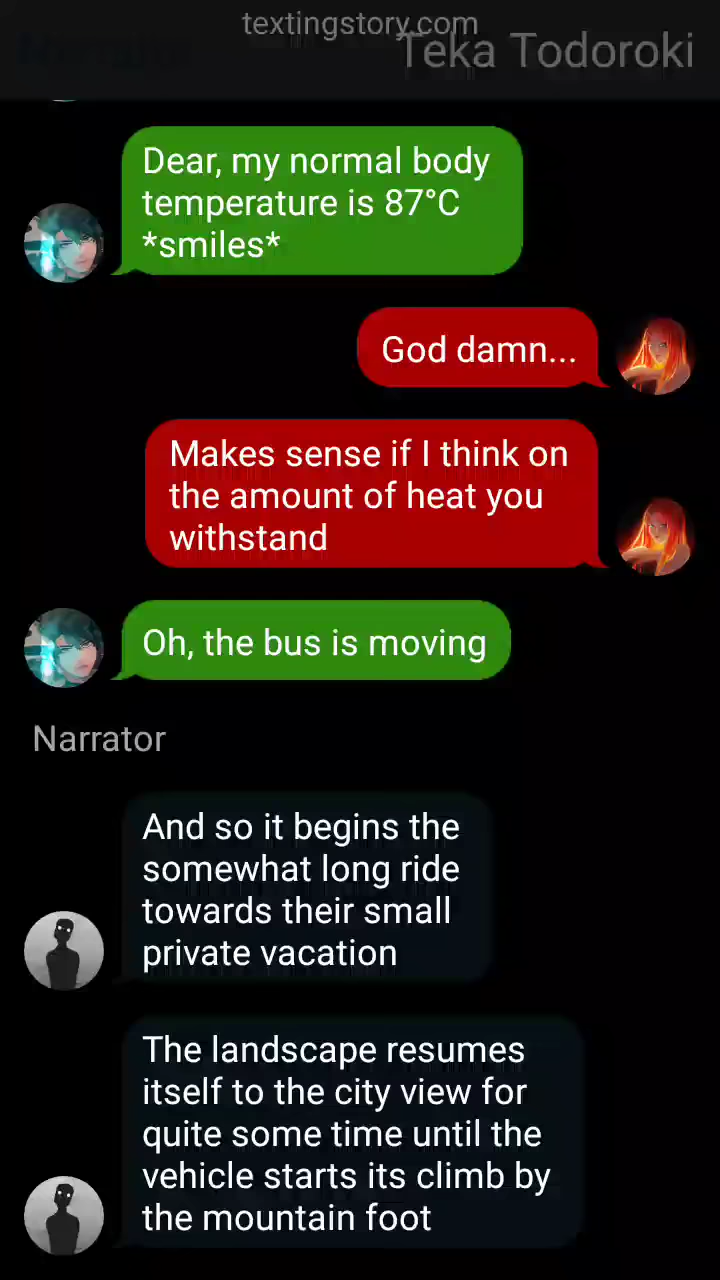 textingstory.com
Teka Todoroki
Dear, my normal body
temperature is 87°C
*smiles*
God damn...
Makes sense if I think on
the amount of heat you
withstand
Oh, the bus is moving
Narrator
And so it begins the
somewhat long ride
towards their small
private vacation
The landscape resumes
itself to the city view for
quite some time until the
vehicle starts its climb by
the mountain foot